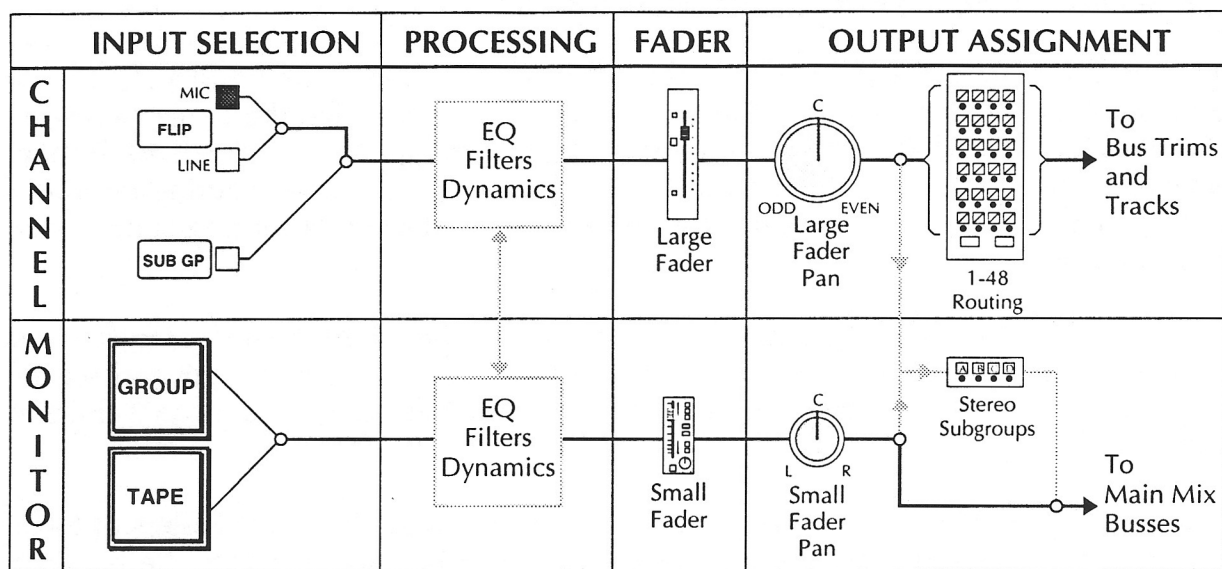 INPUT SELECTION
PROCESSING
FADER
OUTPUT ASSIGNMENT
CHANNEL
MIC
FLIP
LINE
SUB GP
EQ
Filters
Dynamics
Large
Fader
C
ODD
EVEN
Large
Fader
Pan
1-48
Routing
To
Bus Trims
and
Tracks
MONITOR
GROUP
TAPE
EQ
Filters
Dynamics
Small
Fader
C
L
R
Small
Fader
Pan
A B C D
Stereo
Subgroups
To
Main Mix
Busses